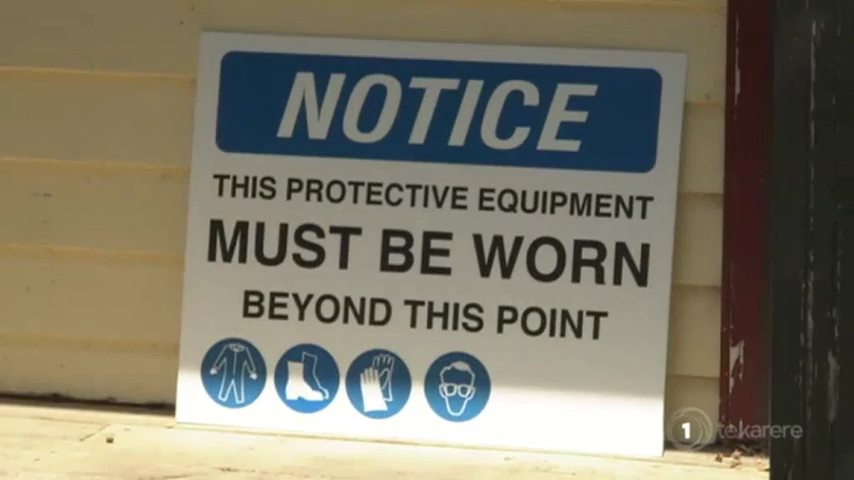 NOTICE
THIS PROTECTIVE EQUIPMENT
MUST BE WORN
BEYOND THIS POINT
1 tekarere